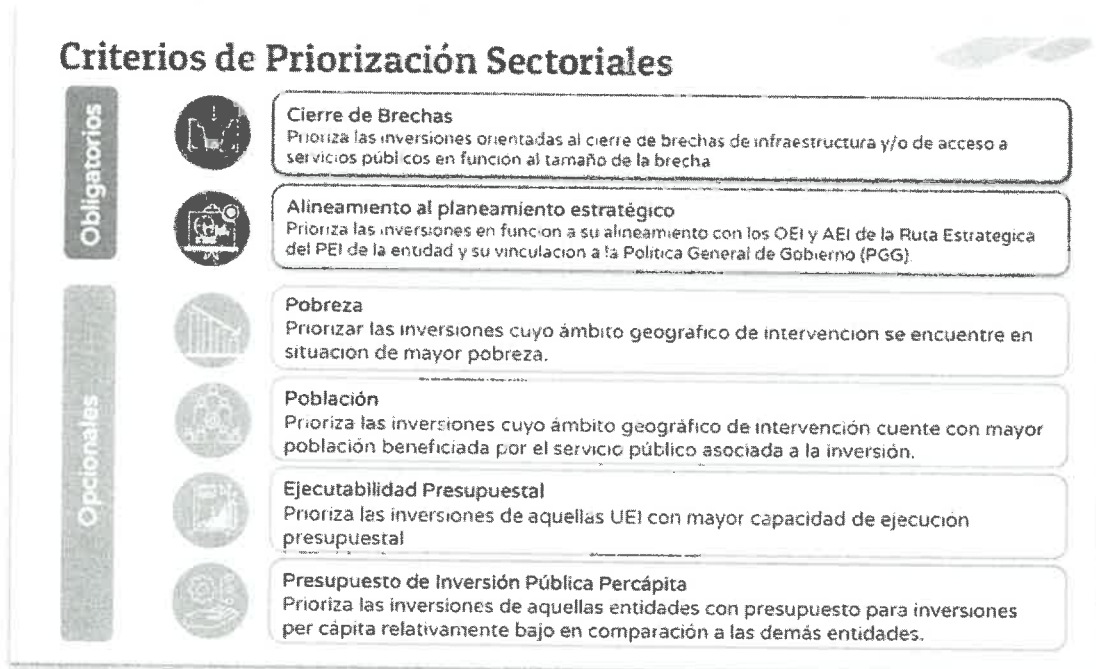 Criterios de Priorización Sectoriales
Obligatorios
Cierre de Brechas
Prioriza las inversiones orientadas al cierre de brechas de infraestructura y/o de acceso a
servicios públicos en función al tamaño de la brecha
Alineamiento al planeamiento estratégico
Prioriza las inversiones en funcion a su alineamiento con los OEI y AEI de la Ruta Estrategica
del PEI de la entidad y su vinculacion a la Politica General de Gobierno (PGG).
Opcionales
Pobreza
Priorizar las inversiones cuyo ámbito geografico de intervencion se encuentre en
situacion de mayor pobreza.
Población
Prioriza las inversiones cuyo ámbito geográfico de intervención cuente con mayor
población beneficiada por el servicio público asociada a la inversión.
Ejecutabilidad Presupuestal
Prioriza las inversiones de aquellas UEI con mayor capacidad de ejecución
presupuestal
Presupuesto de Inversión Pública Percápita
Prioriza las inversiones de aquellas entidades con presupuesto para inversiones
per cápita relativamente bajo en comparación a las demás entidades.